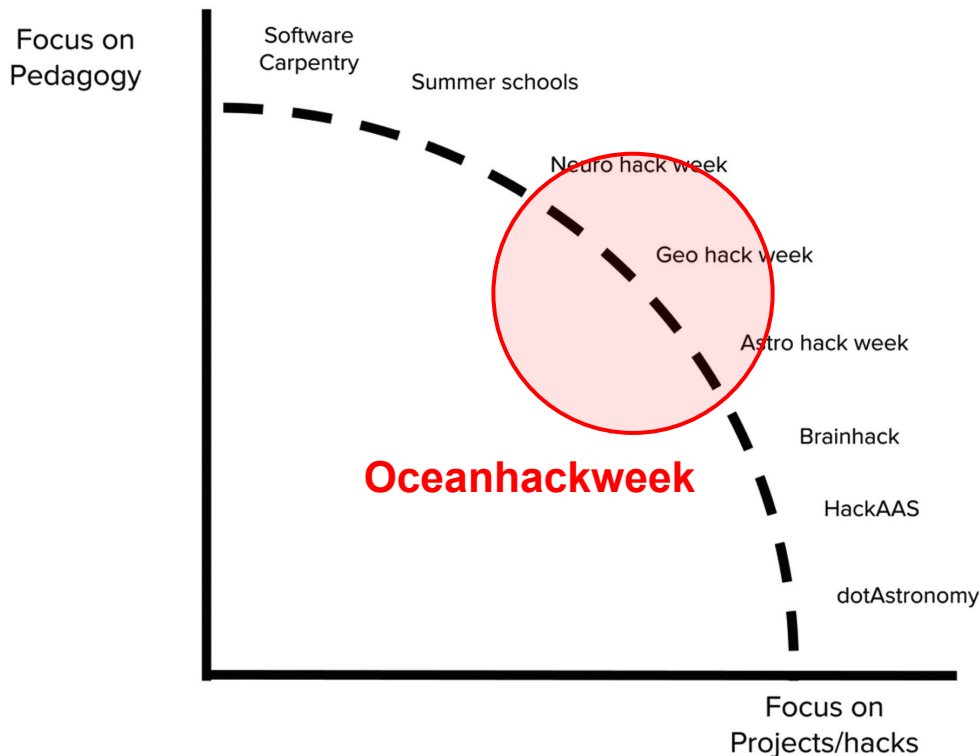 Focus on
Pedagogy
Software
Carpentry
Summer schools
Neuro hack week
Geo hack week
Astro hack week
Brainhack
Oceanhackweek
HackAAS
dotAstronomy
Focus on
Projects/hacks